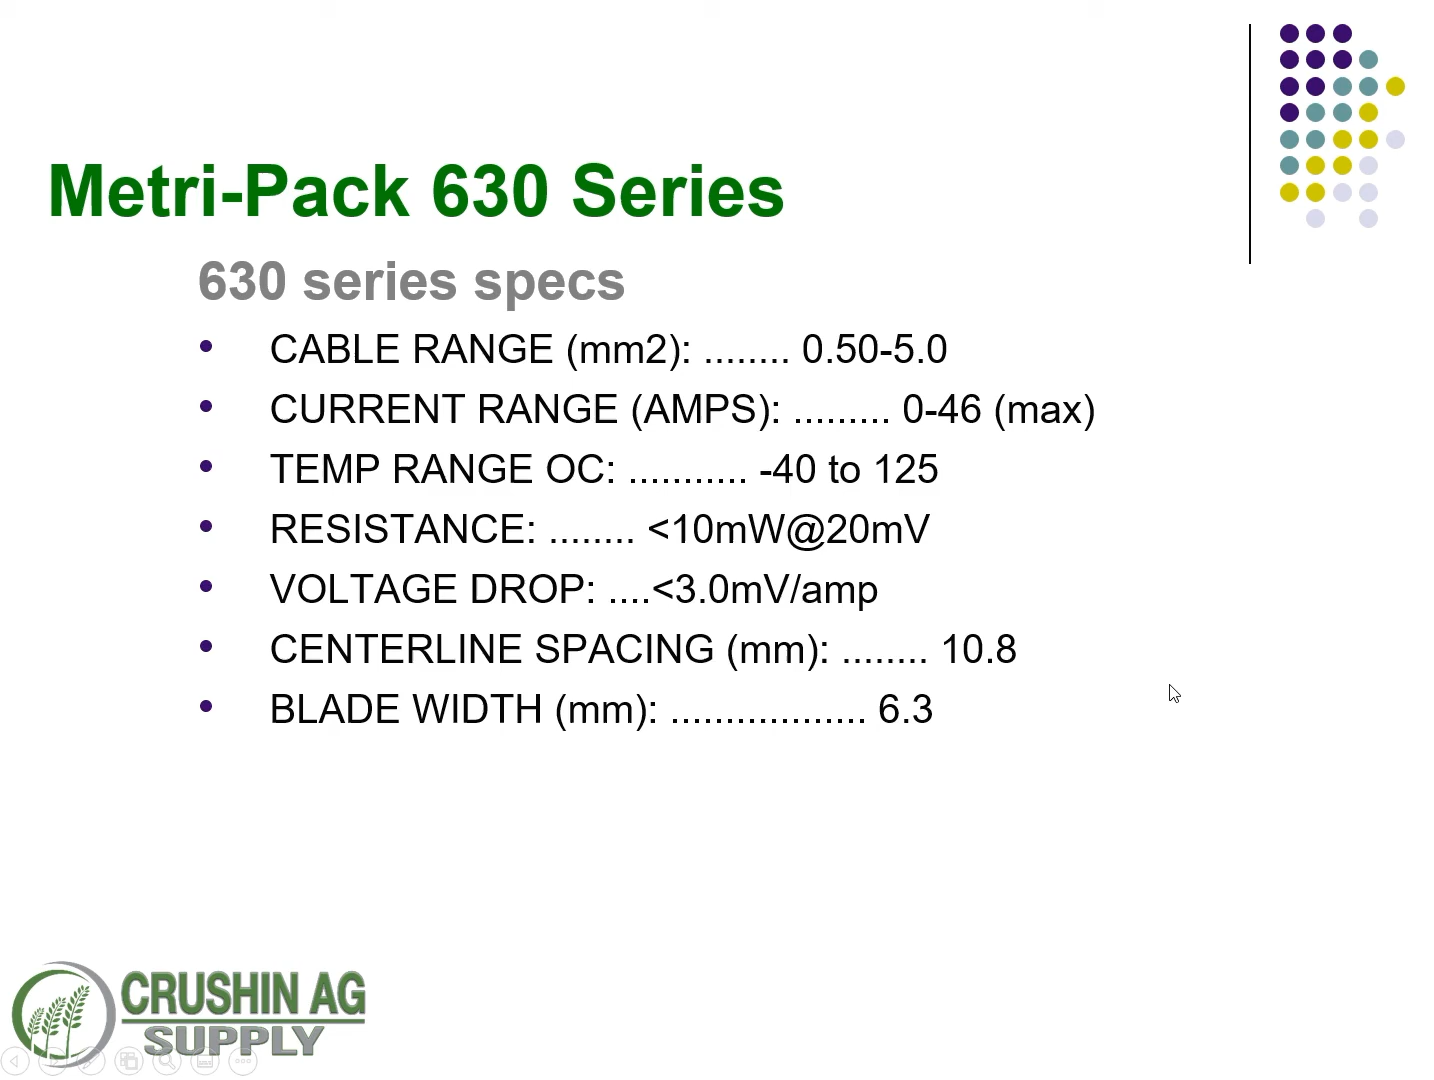 Metri-Pack 630 Series
630 series specs
• CABLE RANGE (mm2): ........ 0.50-5.0
• CURRENT RANGE (AMPS): ......... 0-46 (max)
• TEMP RANGE OC: ........... -40 to 125
• RESISTANCE: ........ <10mW@20mV
• VOLTAGE DROP: ....<3.0mV/amp
• CENTERLINE SPACING (mm): ........ 10.8
• BLADE WIDTH (mm): .................. 6.3
CRUSHIN AG
SUPPLY